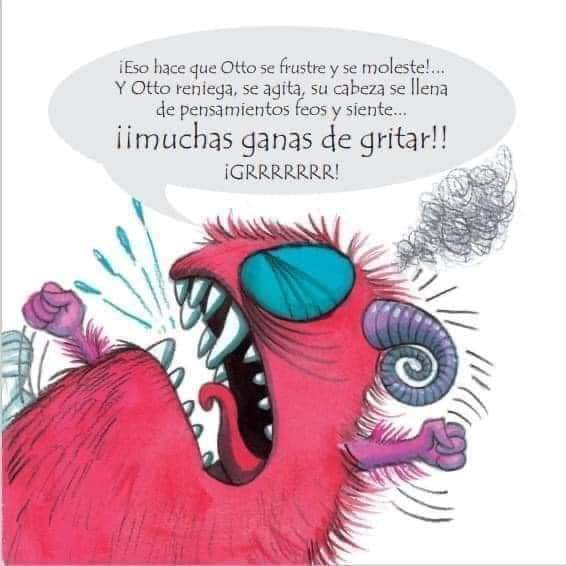 ¡Eso hace que Otto se frustre y se moleste!...
Y Otto reniega, se agita, su cabeza se llena
de pensamientos feos y siente...
¡¡muchas ganas de gritar!!
¡GRRRRRRR!